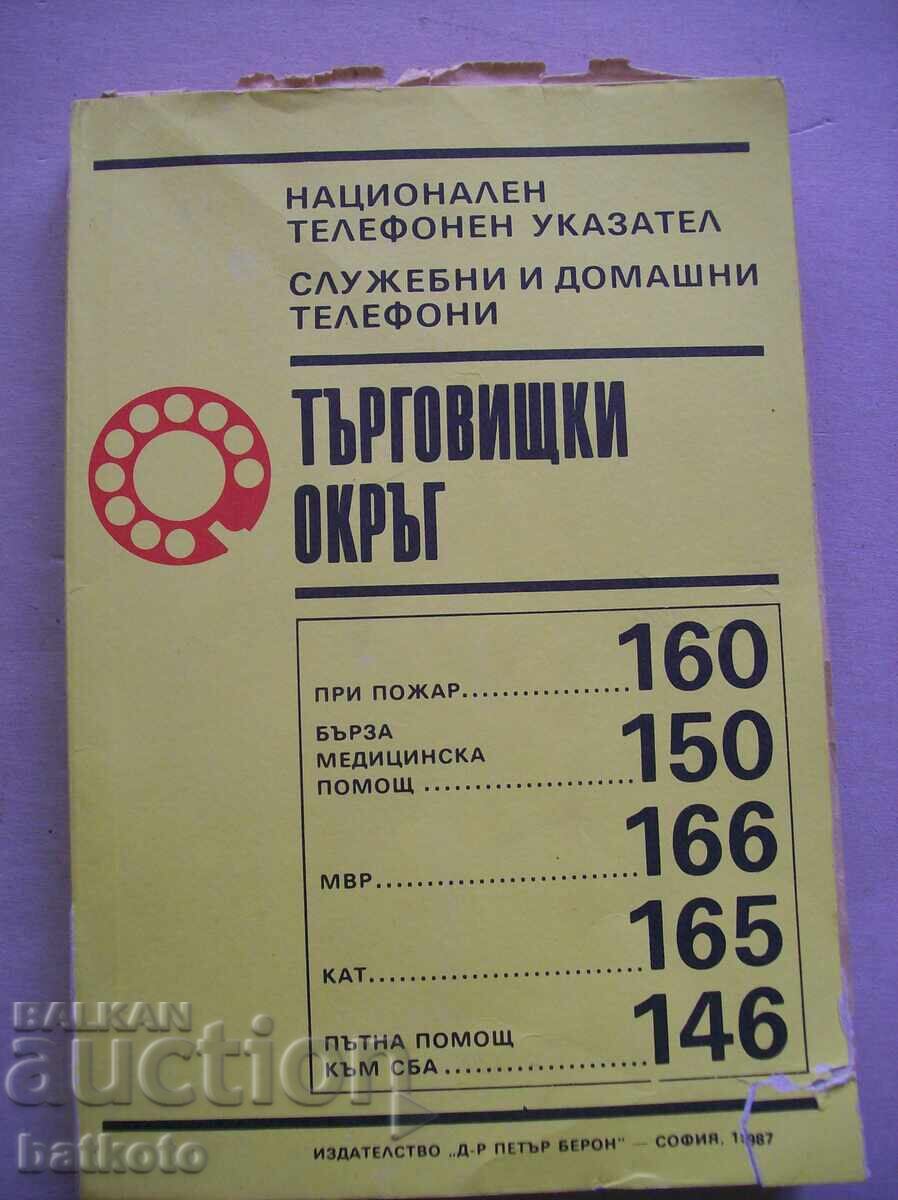 НАЦИОНАЛЕН
ТЕЛЕФОНЕН УКАЗАТЕЛ
СЛУЖЕБНИ И ДОМАШНИ
ТЕЛЕФОНИ
ТЪРГОВИЩКИ
ОКРЪГ
ПРИ ПОЖАР..................160
БЪРЗА
МЕДИЦИНСКА
ПОМОЩ ......................150
МВР............................166
КАТ.............................165
ПЪТНА ПОМОЩ
КЪМ СБА ....................146
ИЗДАТЕЛСТВО „Д-Р ПЕТЪР БЕРОН" — СОФИЯ, 1987
BALKAN
auction
batkoto